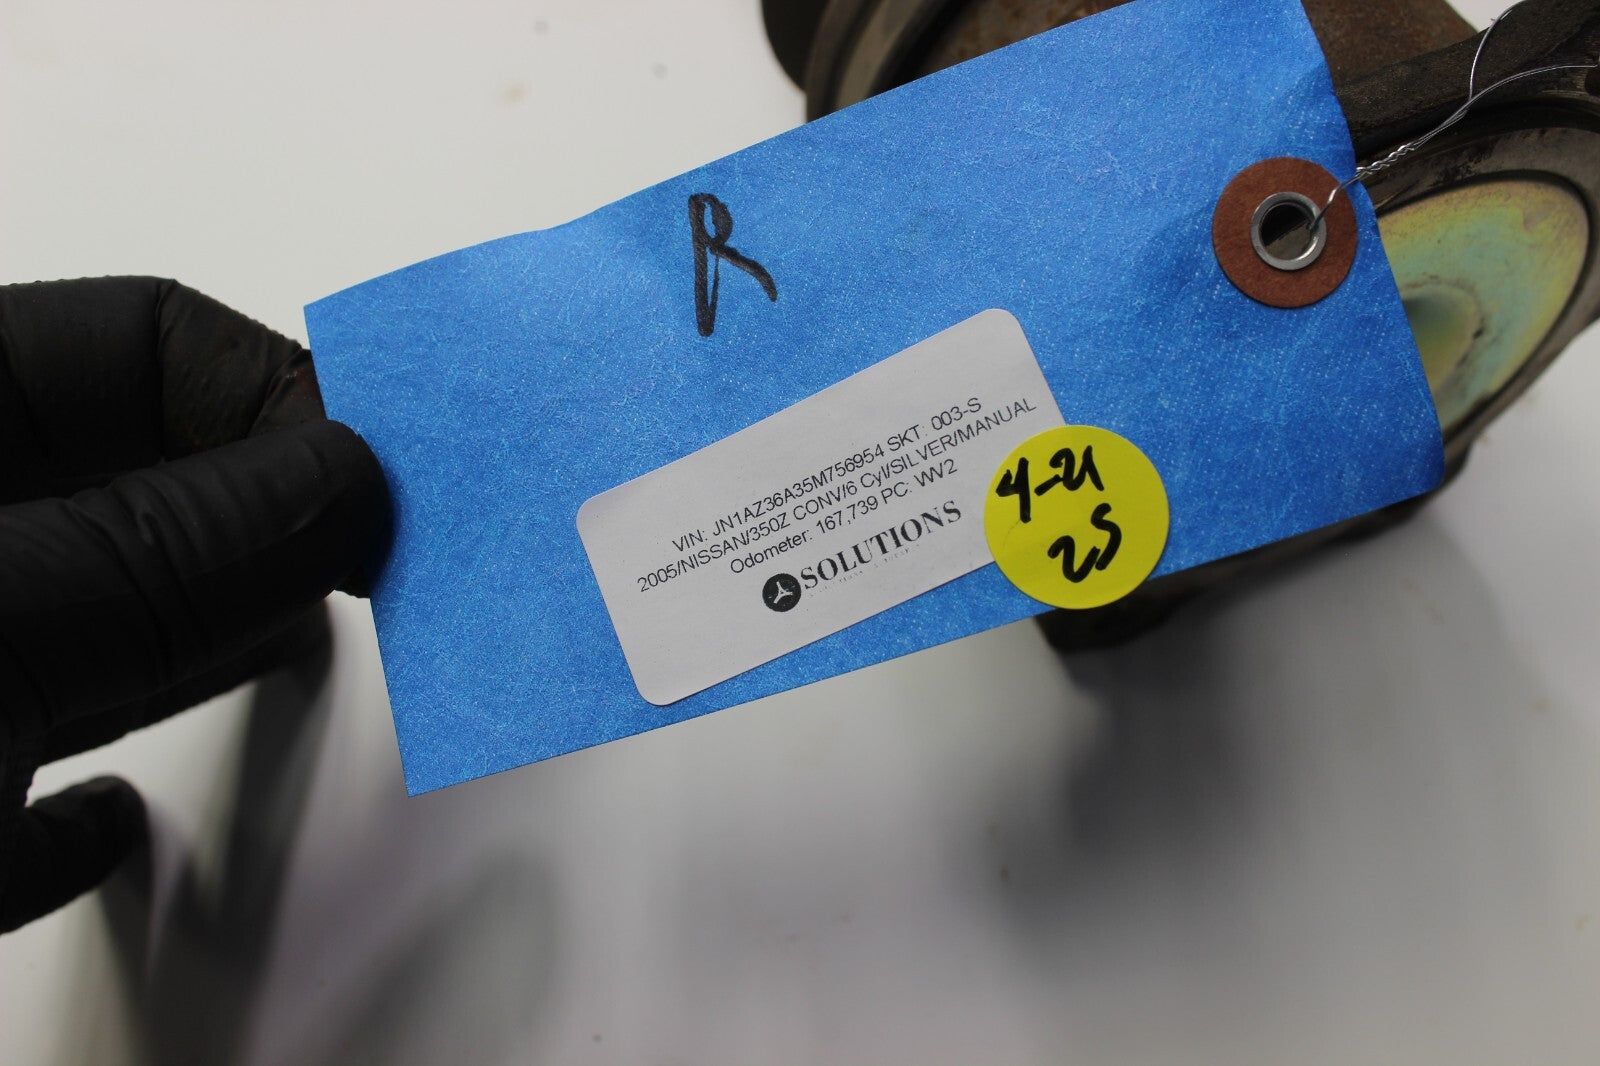 R
VIN: JN1AZ36A35M756954 SKT: 003-S
2005/NISSAN/350Z CONV/6 Cyl/SILVER/MANUAL
Odometer: 167,739 PC: WV2
SOLUTIONS
4-21
25